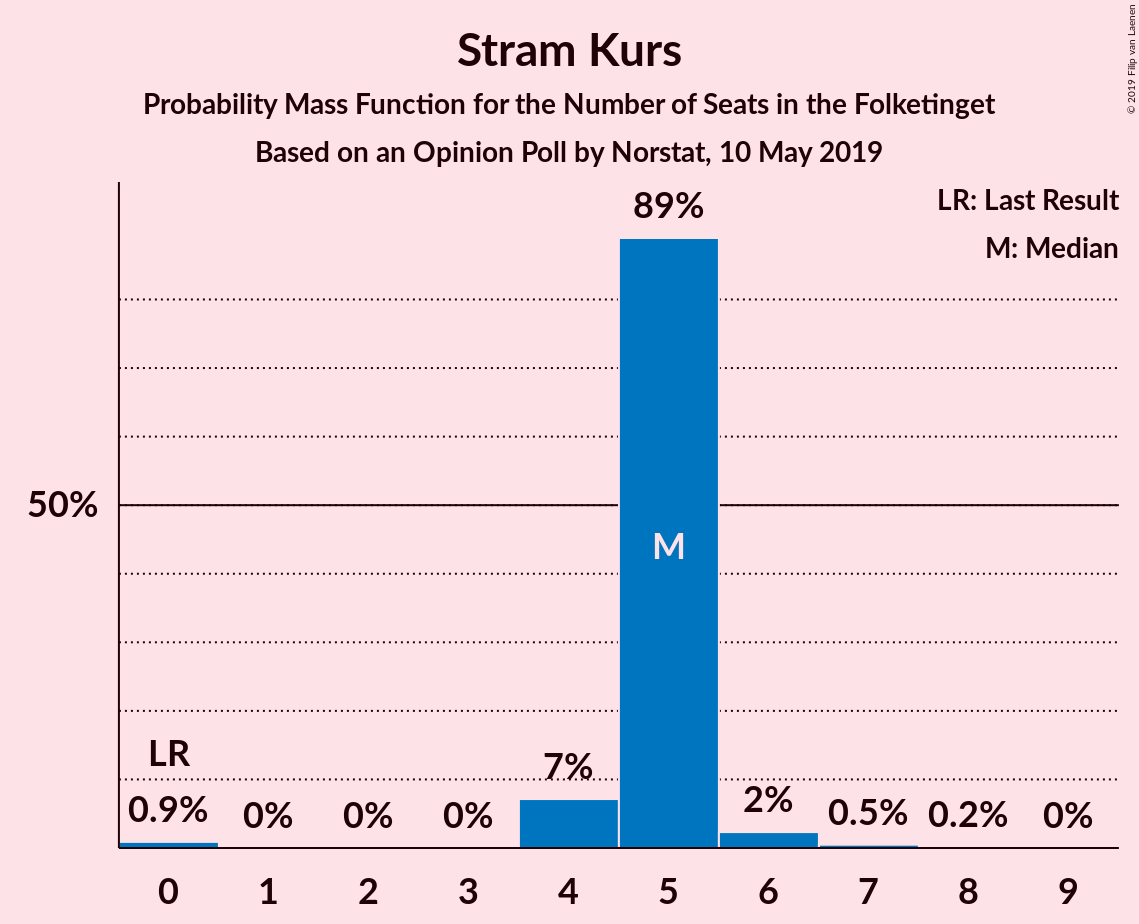 Stram Kurs
Probability Mass Function for the Number of Seats in the Folketinget
Based on an Opinion Poll by Norstat, 10 May 2019
© 2019 Filip van Laenen
LR: Last Result
M: Median
89%
50%
M
LR
0.9%
0%
0%
0%
7%
2%
0.5%
0.2%
0%
0 1 2 3 4 5 6 7 8 9